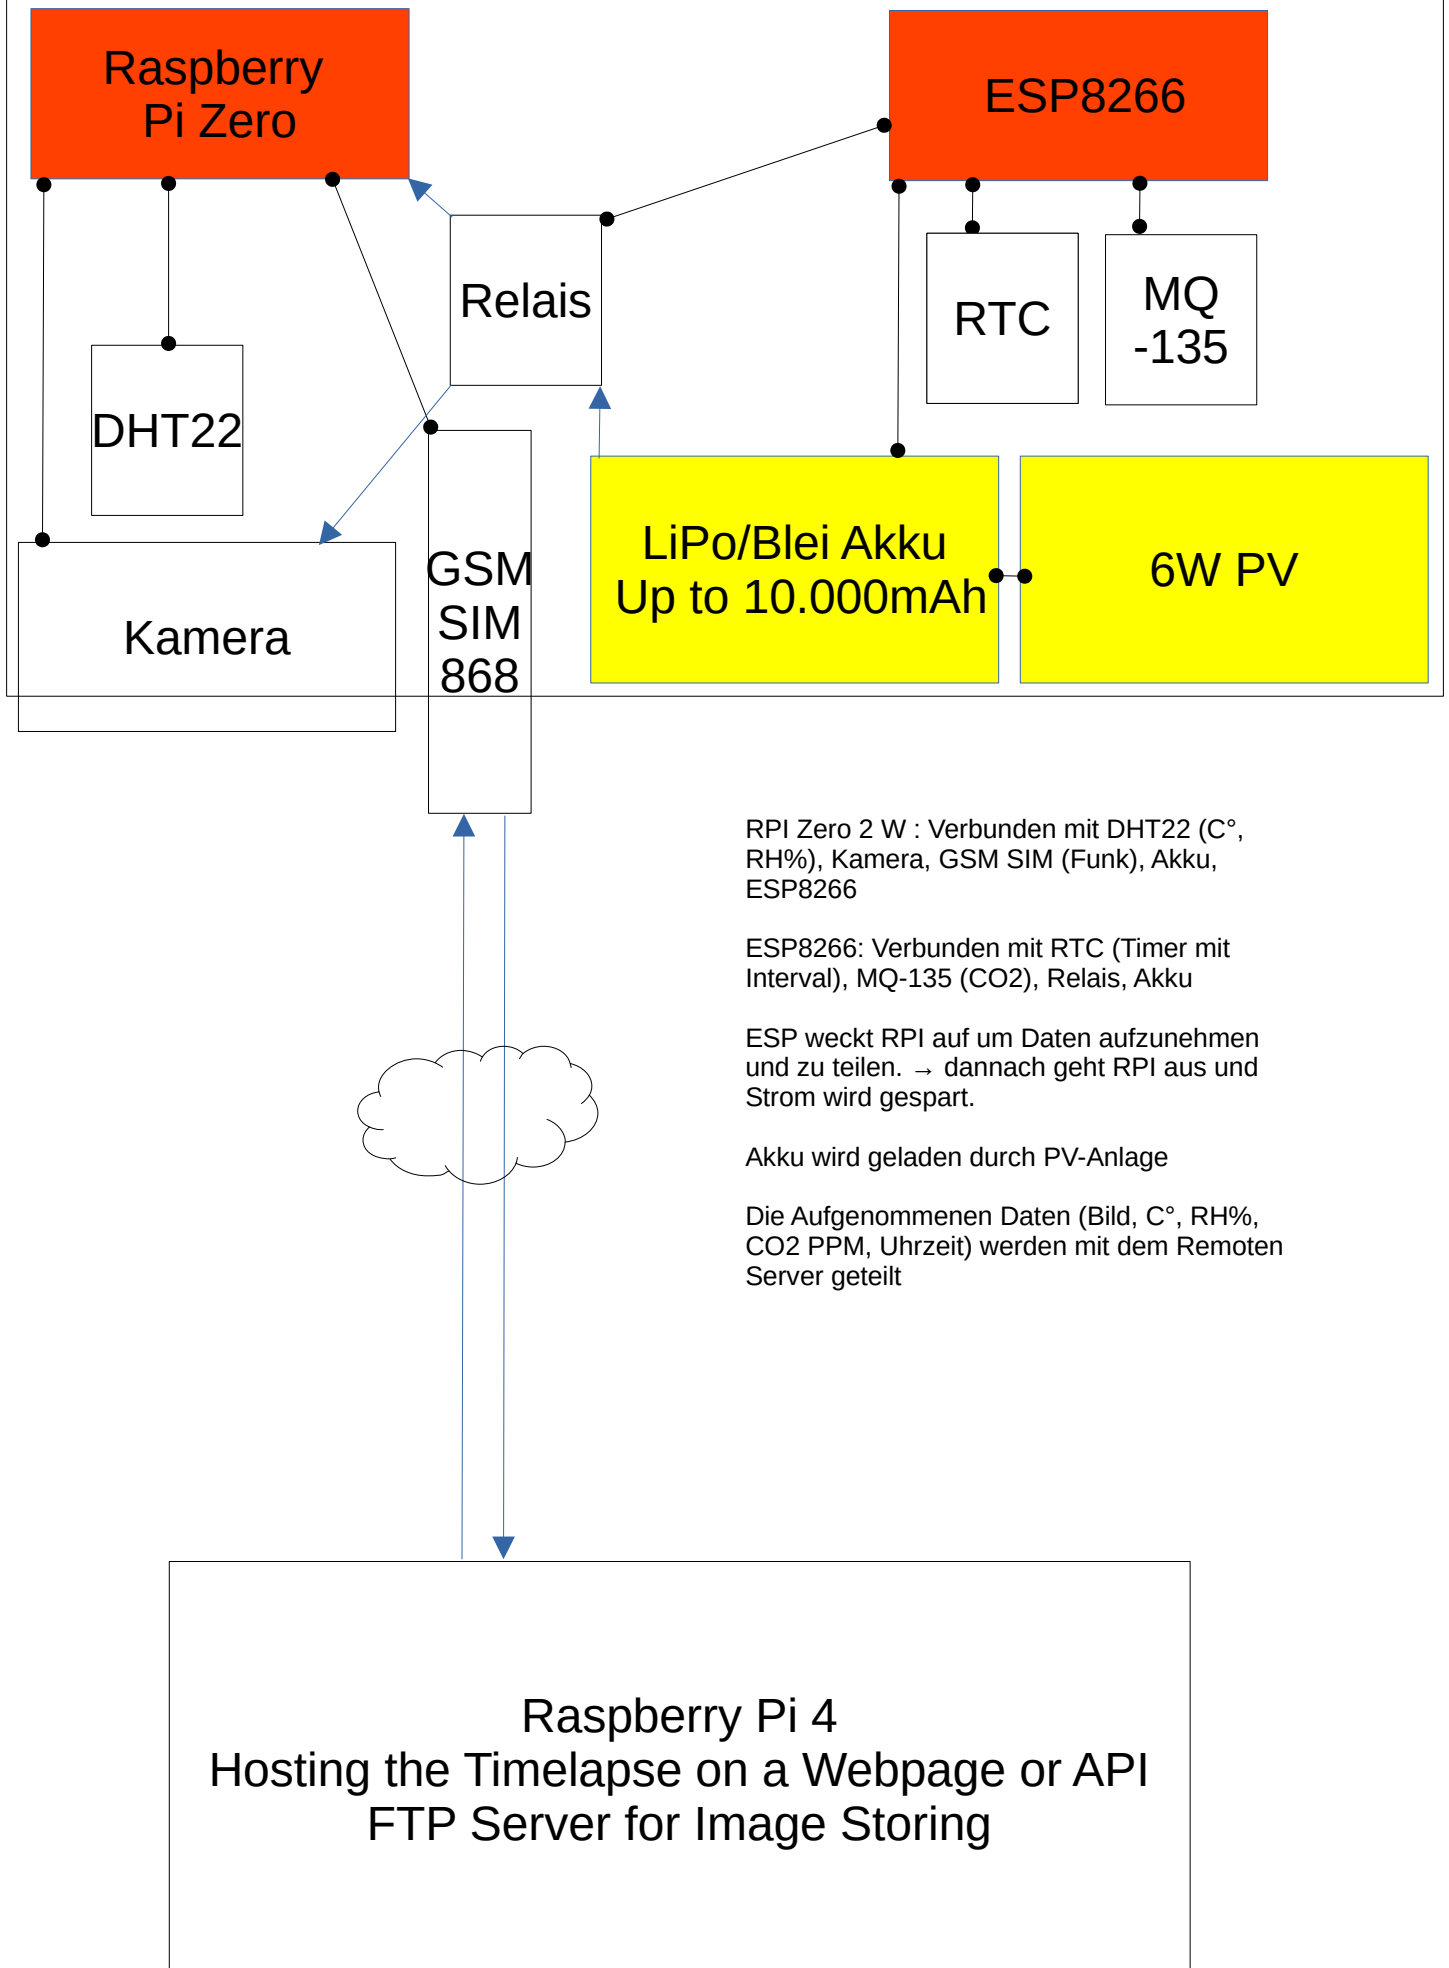 Raspberry
Pi Zero
ESP8266
Relais
RTC
MQ
-135
DHT22
GSM
SIM
868
LiPo/Blei Akku
Up to 10.000mAh
6W PV
Kamera
RPI Zero 2 W : Verbunden mit DHT22 (C°,
RH%), Kamera, GSM SIM (Funk), Akku,
ESP8266
ESP8266: Verbunden mit RTC (Timer mit
Interval), MQ-135 (CO2), Relais, Akku
ESP weckt RPI auf um Daten aufzunehmen
und zu teilen. → dannach geht RPI aus und
Strom wird gespart.
Akku wird geladen durch PV-Anlage
Die Aufgenommenen Daten (Bild, C°, RH%,
CO2 PPM, Uhrzeit) werden mit dem Remoten
Server geteilt
Raspberry Pi 4
Hosting the Timelapse on a Webpage or API
FTP Server for Image Storing